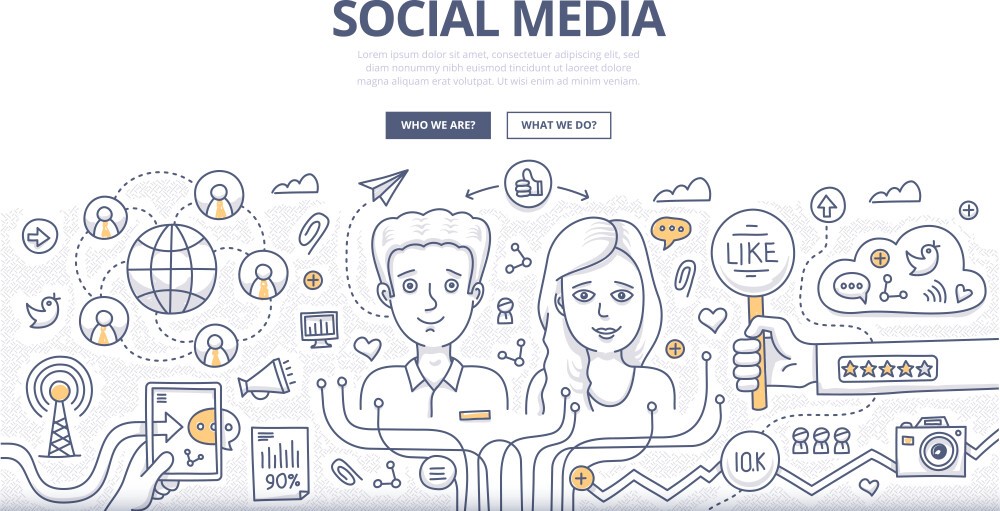 SOCIAL MEDIA
Lorem ipsum dolor sit amet, consectetuer adipiscing elit, sed
diam nonummy nibh euismod tincidunt ut laoreet dolore
magna aliquam erat volutpat. Ut wisi enim ad minim veniam.
WHO WE ARE? WHAT WE DO?
LIKE
10.K
90%